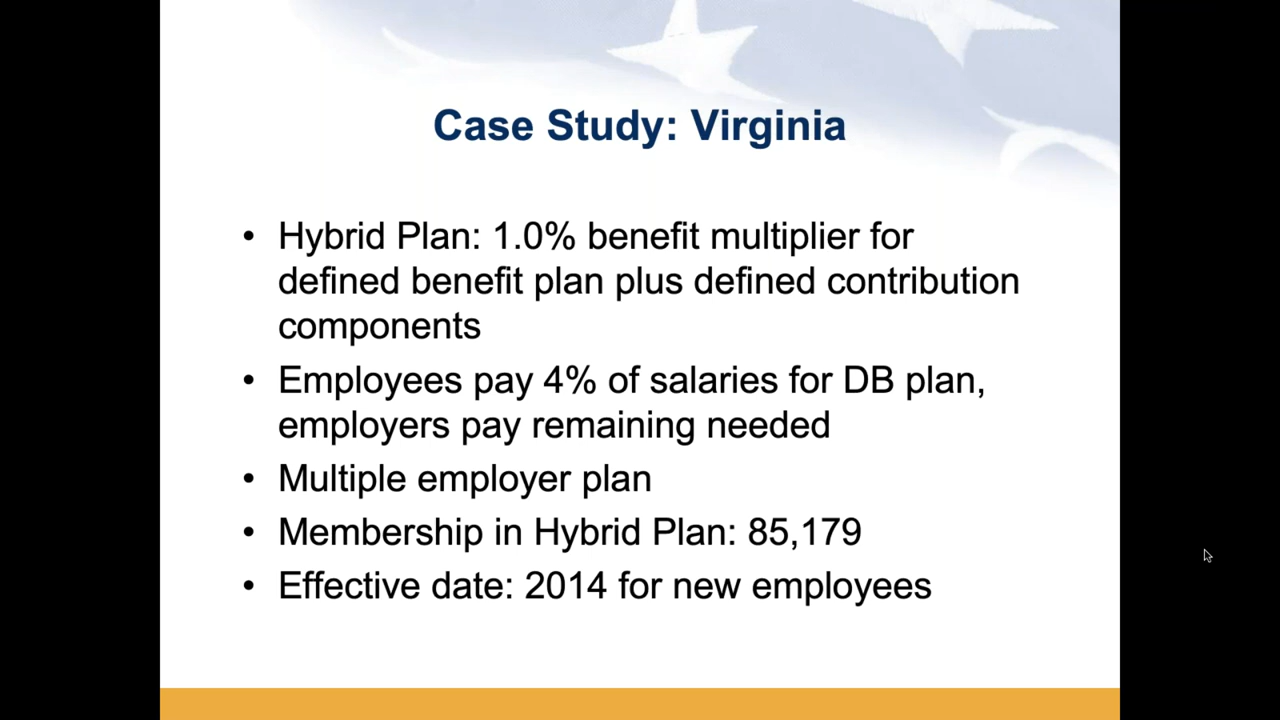 Case Study: Virginia
• Hybrid Plan: 1.0% benefit multiplier for
defined benefit plan plus defined contribution
components
• Employees pay 4% of salaries for DB plan,
employers pay remaining needed
• Multiple employer plan
• Membership in Hybrid Plan: 85,179
• Effective date: 2014 for new employees